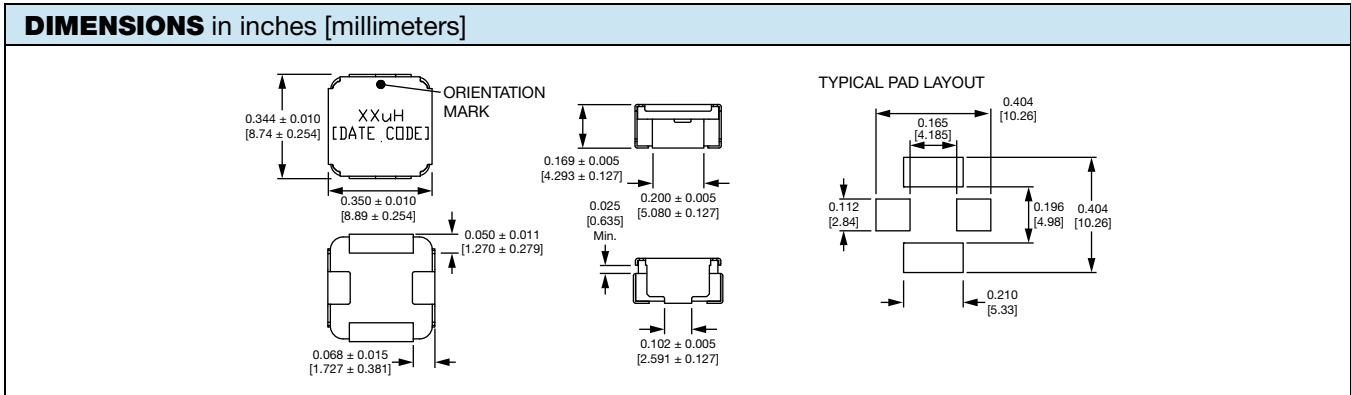 DIMENSIONS in inches [millimeters]
ORIENTATION
MARK
XXuH
[DATE CODE]
0.344 ± 0.010
[8.74 ± 0.254]
0.350 ± 0.010
[8.89 ± 0.254]
0.050 ± 0.011
[1.270 ± 0.279]
0.068 ± 0.015
[1.727 ± 0.381]
0.169 ± 0.005
[4.293 ± 0.127]
0.200 ± 0.005
[5.080 ± 0.127]
0.025
[0.635]
Min.
0.102 ± 0.005
[2.591 ± 0.127]
TYPICAL PAD LAYOUT
0.404
[10.26]
0.165
[4.185]
0.112
[2.84]
0.196
[4.98]
0.404
[10.26]
0.210
[5.33]